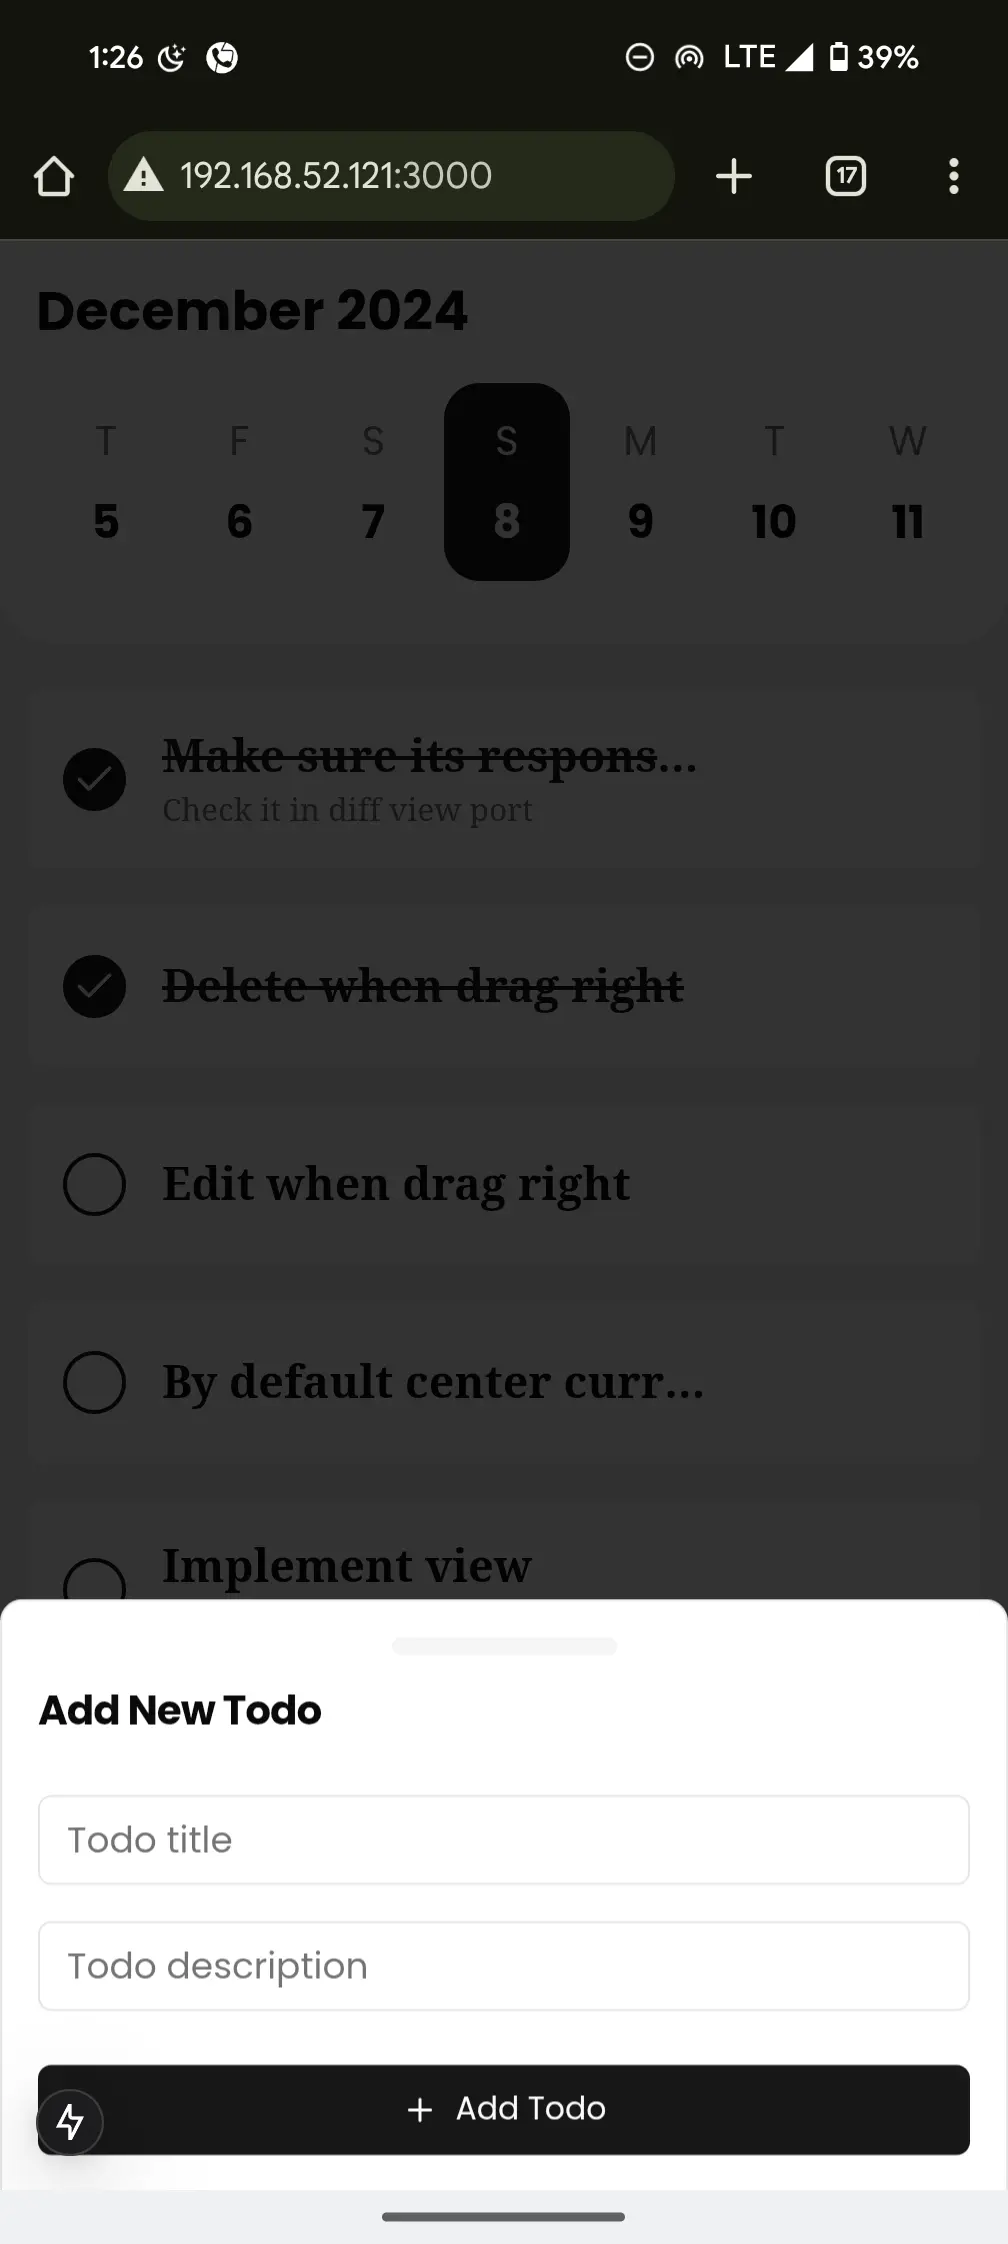 1:26 LTE 39%
192.168.52.121:3000 17
December 2024
T F S S M T W
5 6 7 8 9 10 11
Make sure its respons...
Check it in diff view port
Delete when drag right
Edit when drag right
By default center curr...
Implement view
Add New Todo
Todo title
Todo description
+ Add Todo